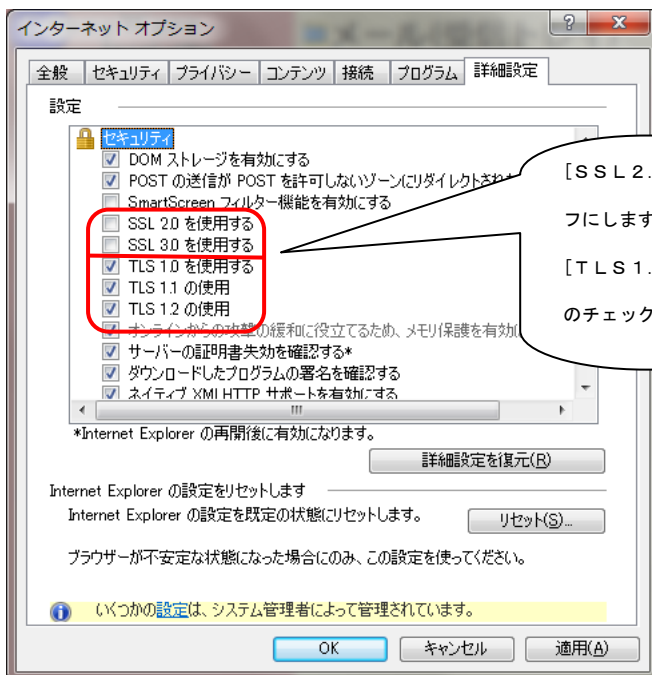 インターネット オプション
全般 セキュリティ プライバシー コンテンツ 接続 プログラム 詳細設定
設定
セキュリティ
DOM ストレージを有効にする
POST の送信が POST を許可しないゾーンにリダイレクトされた
SmartScreen フィルター機能を有効にする
SSL 2.0 を使用する
SSL 3.0 を使用する
TLS 1.0 を使用する
TLS 1.1 の使用
TLS 1.2 の使用
オンラインからの攻撃の緩和に役立てるため、メモリ保護を有効に
サーバーの証明書失効を確認する*
ダウンロードしたプログラムの署名を確認する
ネイティブ XMLHTTP サポートを有効にする
[ＳＳＬ２.
フにします
[ＴＬＳ１.
のチェック
*Internet Explorer の再開後に有効になります。
詳細設定を復元(R)
Internet Explorer の設定をリセットします
Internet Explorer の設定を既定の状態にリセットします。
リセット(S)...
ブラウザーが不安定な状態になった場合にのみ、この設定を使ってください。
いくつかの設定は、システム管理者によって管理されています。
OK キャンセル 適用(A)